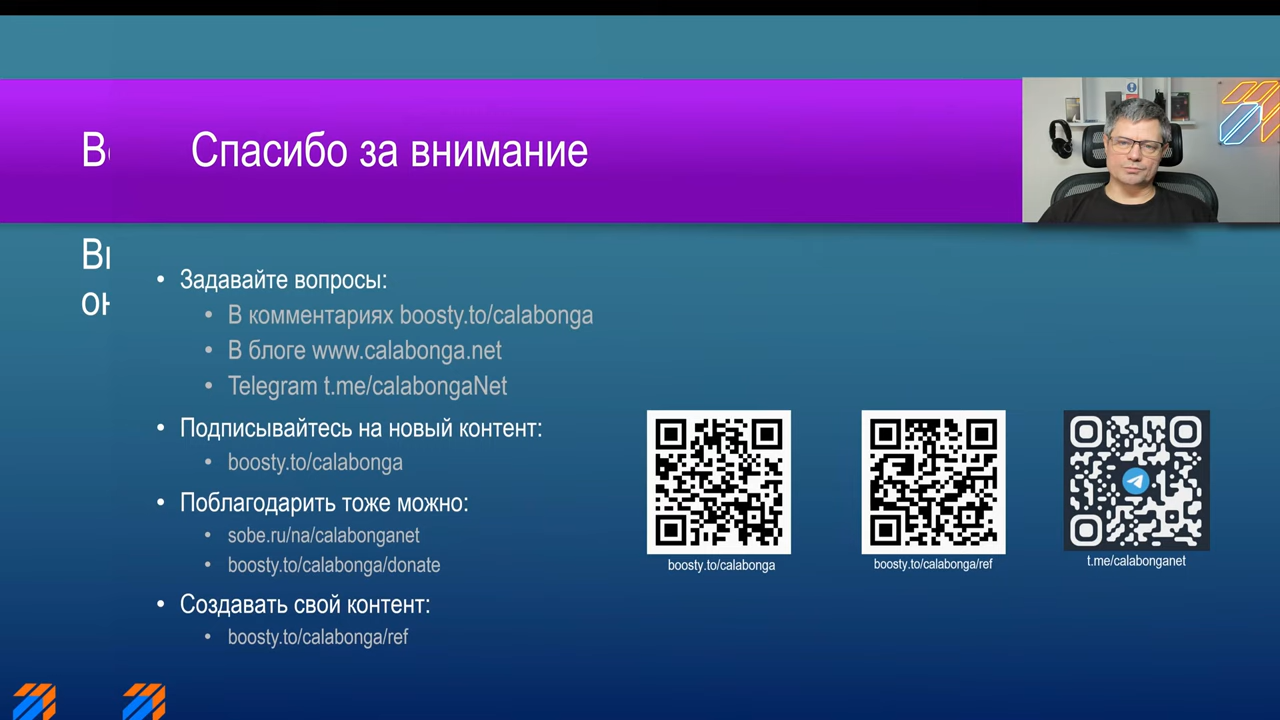 Спасибо за внимание
Задавайте вопросы:
В комментариях boosty.to/calabonga
В блоге www.calabonga.net
Telegram t.me/calabongaNet
Подписывайтесь на новый контент:
boosty.to/calabonga
Поблагодарить тоже можно:
sobe.ru/na/calabonganet
boosty.to/calabonga/donate
Создавать свой контент:
boosty.to/calabonga/ref
boosty.to/calabonga
boosty.to/calabonga/ref
t.me/calabonganet